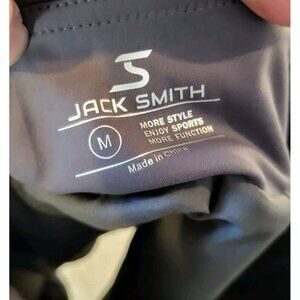 JACK SMITH
M
MORE STYLE
ENJOY SPORTS
MORE FUNCTION
Made in China